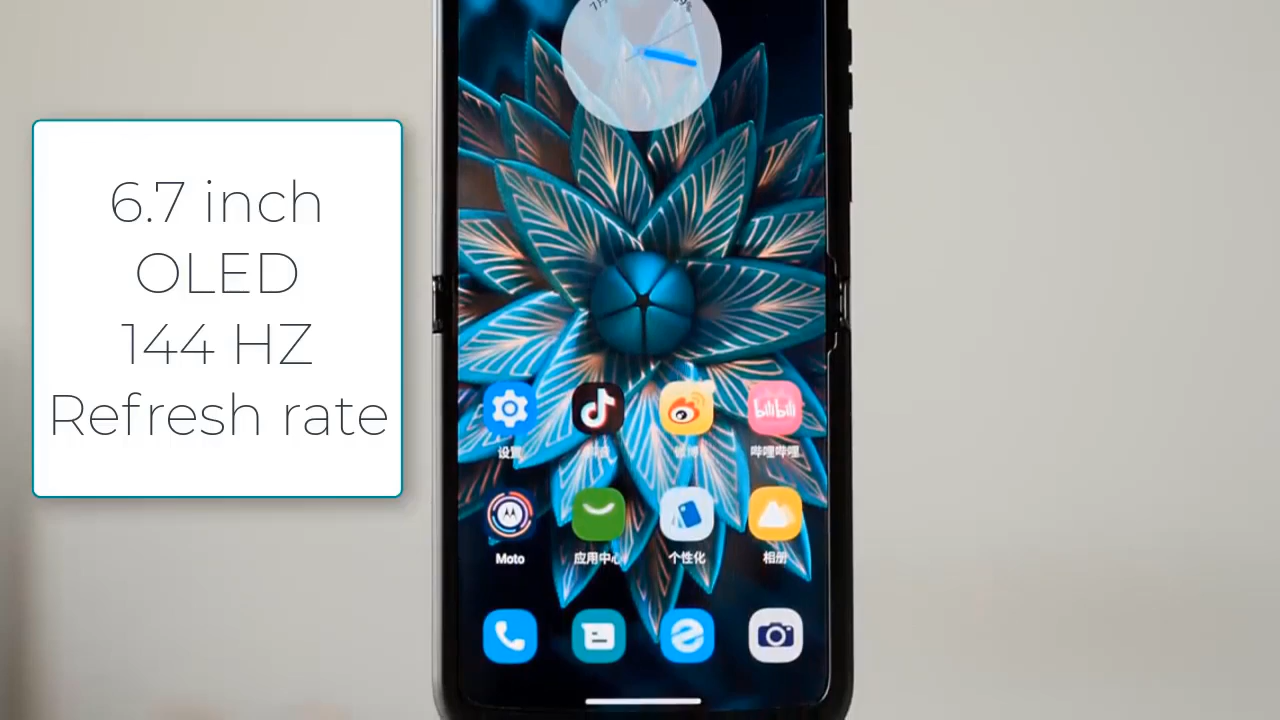 6.7 inch
OLED
144 HZ
Refresh rate
bilibili
设置
哔哩哔哩
Moto
应用中心
个性化
相册